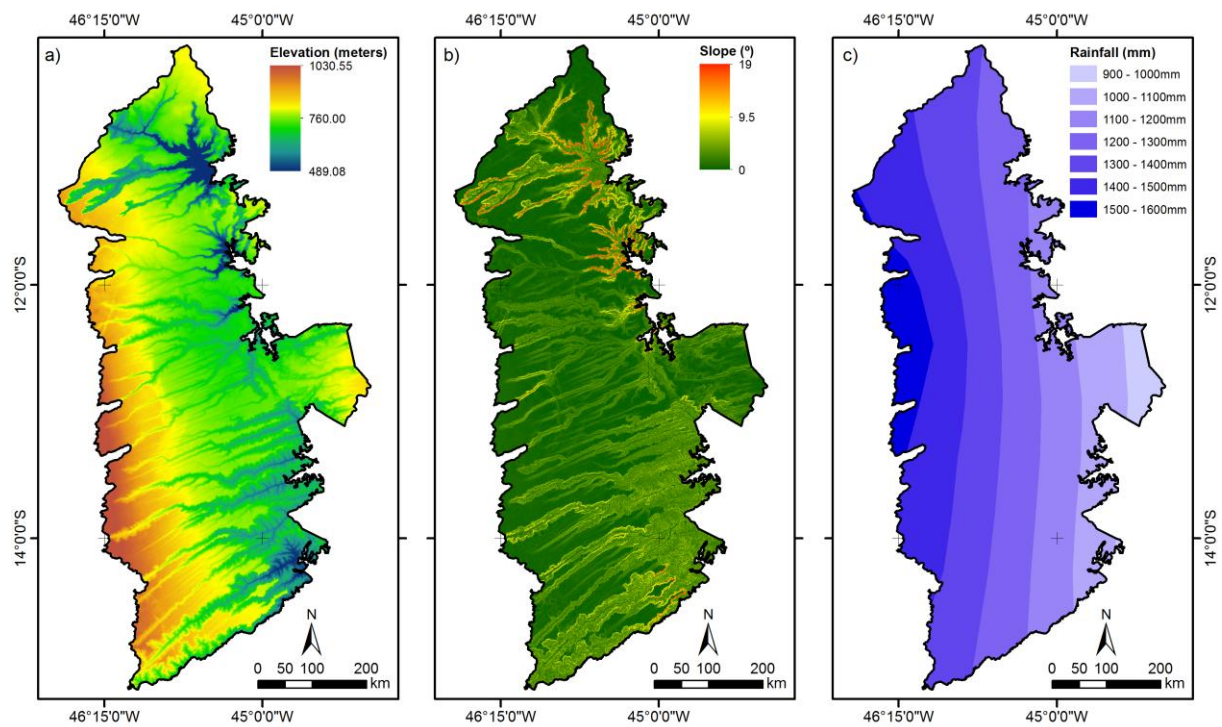 46°15'0"W 45°0'0"W 46°15'0"W 45°0'0"W 46°15'0"W 45°0'0"W
a)
Elevation (meters)
1030.55
760.00
489.08
12°0'0"S
14°0'0"S
N
0 50 100 200
km
b)
Slope (º)
19
9.5
0
N
0 50 100 200
km
c)
Rainfall (mm)
900 - 1000mm
1000 - 1100mm
1100 - 1200mm
1200 - 1300mm
1300 - 1400mm
1400 - 1500mm
1500 - 1600mm
12°0'0"S
14°0'0"S
N
0 50 100 200
km
46°15'0"W 45°0'0"W 46°15'0"W 45°0'0"W 46°15'0"W 45°0'0"W